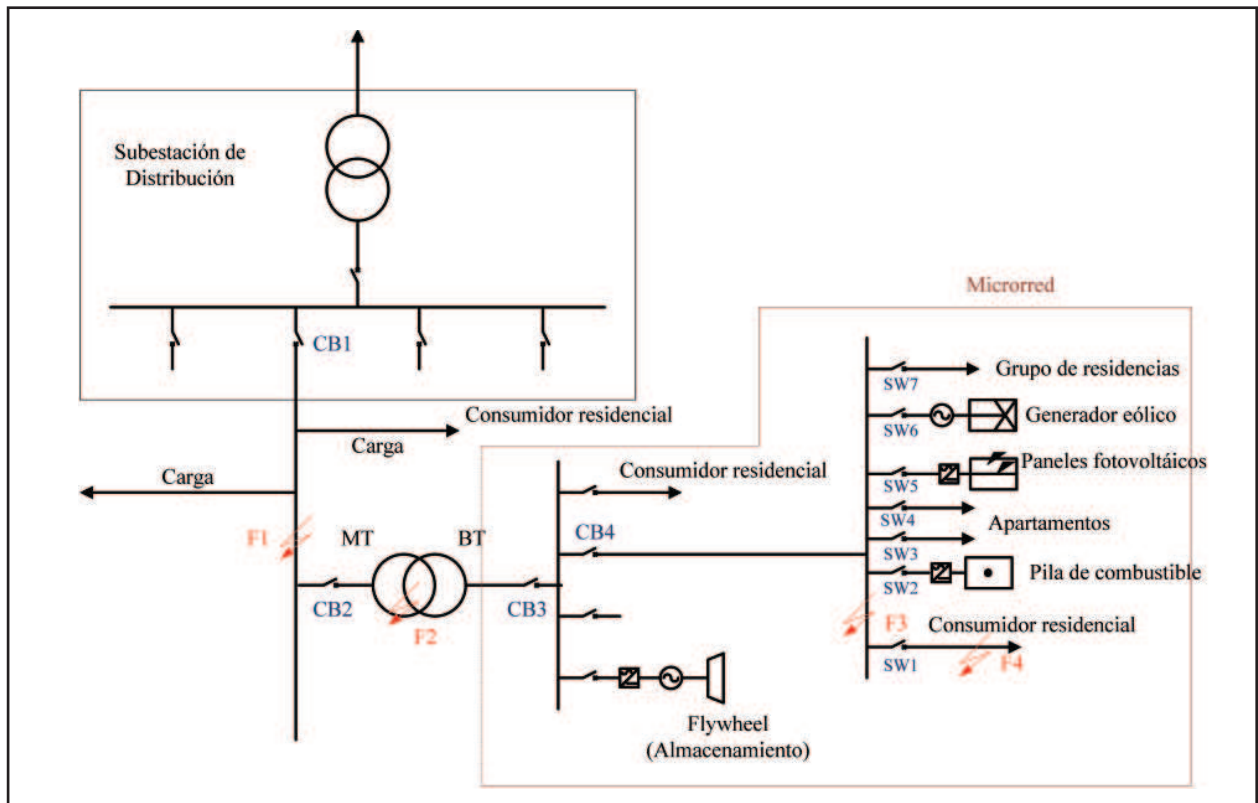 Subestación de
Distribución
CB1
Microrred
Consumidor residencial
Carga
Carga
F1
MT
BT
CB2
F2
CB3
Consumidor residencial
CB4
Flywheel
(Almacenamiento)
SW7
Grupo de residencias
SW6
Generador eólico
SW5
Paneles fotovoltáicos
SW4
Apartamentos
SW3
SW2
Pila de combustible
F3
Consumidor residencial
SW1
F4